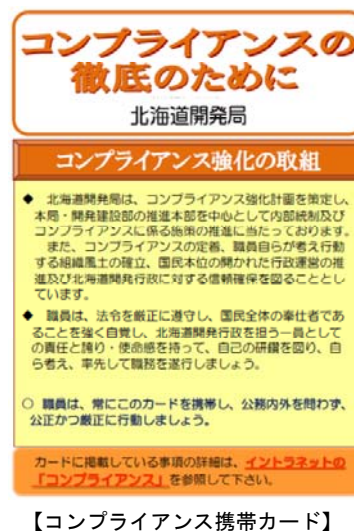 コンプライアンスの
徹底のために
北海道開発局
コンプライアンス強化の取組
◆ 北海道開発局は、コンプライアンス強化計画を策定し、
本局・開発建設部の推進本部を中心として内部統制及び
コンプライアンスに係る施策の推進に当たっております。
また、コンプライアンスの定着、職員自らが考え行動
する組織風土の確立、国民本位の開かれた行政運営の推
進及び北海道開発行政に対する信頼確保を図ることとし
ています。
◆ 職員は、法令を厳正に遵守し、国民全体の奉仕者であ
ることを強く自覚し、北海道開発行政を担う一員として
の責任と誇り・使命感を持って、自己の研鑽を図り、自
ら考え、率先して職務を遂行しましょう。
○ 職員は、常にこのカードを携帯し、公務内外を問わず、
公正かつ厳正に行動しましょう。
カードに掲載している事項の詳細は、イントラネットの
「コンプライアンス」を参照して下さい。
【コンプライアンス携帯カード】